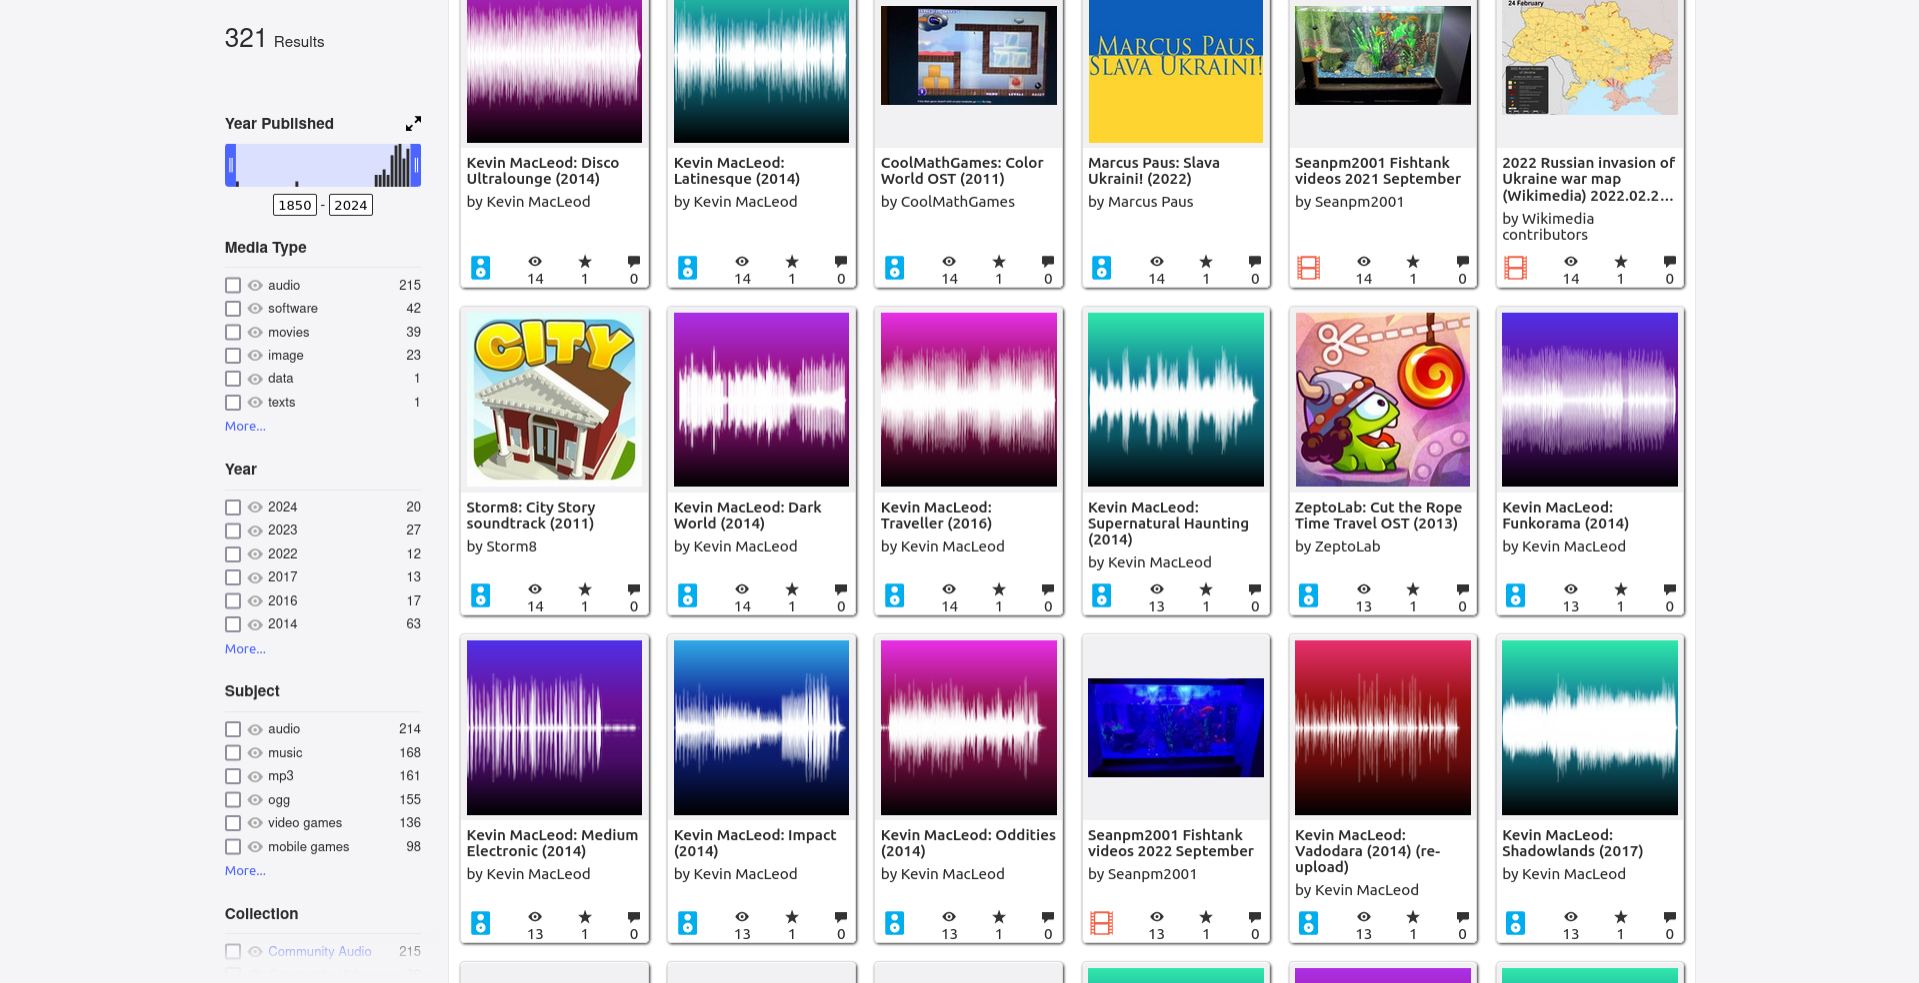 321 Results
Year Published
1850 - 2024
Media Type
audio 215
software 42
movies 39
image 23
data 1
texts 1
More...
Year
2024 20
2023 27
2022 12
2017 13
2016 17
2014 63
More...
Subject
audio 214
music 168
mp3 161
ogg 155
video games 136
mobile games 98
More...
Collection
Community Audio 215
Kevin MacLeod: Disco
Ultralounge (2014)
by Kevin MacLeod
14 1 0
Kevin MacLeod:
Latinesque (2014)
by Kevin MacLeod
14 1 0
CoolMathGames: Color
World OST (2011)
by CoolMathGames
14 1 0
MARCUS PAUS
SLAVA UKRAINI!
Marcus Paus: Slava
Ukraini! (2022)
by Marcus Paus
14 1 0
Seanpm2001 Fishtank
videos 2021 September
by Seanpm2001
14 1 0
24 February
2022 Russian invasion of
Ukraine war map
(Wikimedia) 2022.02.2...
by Wikimedia
contributors
14 1 0
CITY
Storm8: City Story
soundtrack (2011)
by Storm8
14 1 0
Kevin MacLeod: Dark
World (2014)
by Kevin MacLeod
14 1 0
Kevin MacLeod:
Traveller (2016)
by Kevin MacLeod
14 1 0
Kevin MacLeod:
Supernatural Haunting
(2014)
by Kevin MacLeod
13 1 0
ZeptoLab: Cut the Rope
Time Travel OST (2013)
by ZeptoLab
13 1 0
Kevin MacLeod:
Funkorama (2014)
by Kevin MacLeod
13 1 0
Kevin MacLeod: Medium
Electronic (2014)
by Kevin MacLeod
13 1 0
Kevin MacLeod: Impact
(2014)
by Kevin MacLeod
13 1 0
Kevin MacLeod: Oddities
(2014)
by Kevin MacLeod
13 1 0
Seanpm2001 Fishtank
videos 2022 September
by Seanpm2001
13 1 0
Kevin MacLeod:
Vadodara (2014) (re-
upload)
by Kevin MacLeod
13 1 0
Kevin MacLeod:
Shadowlands (2017)
by Kevin MacLeod
13 1 0